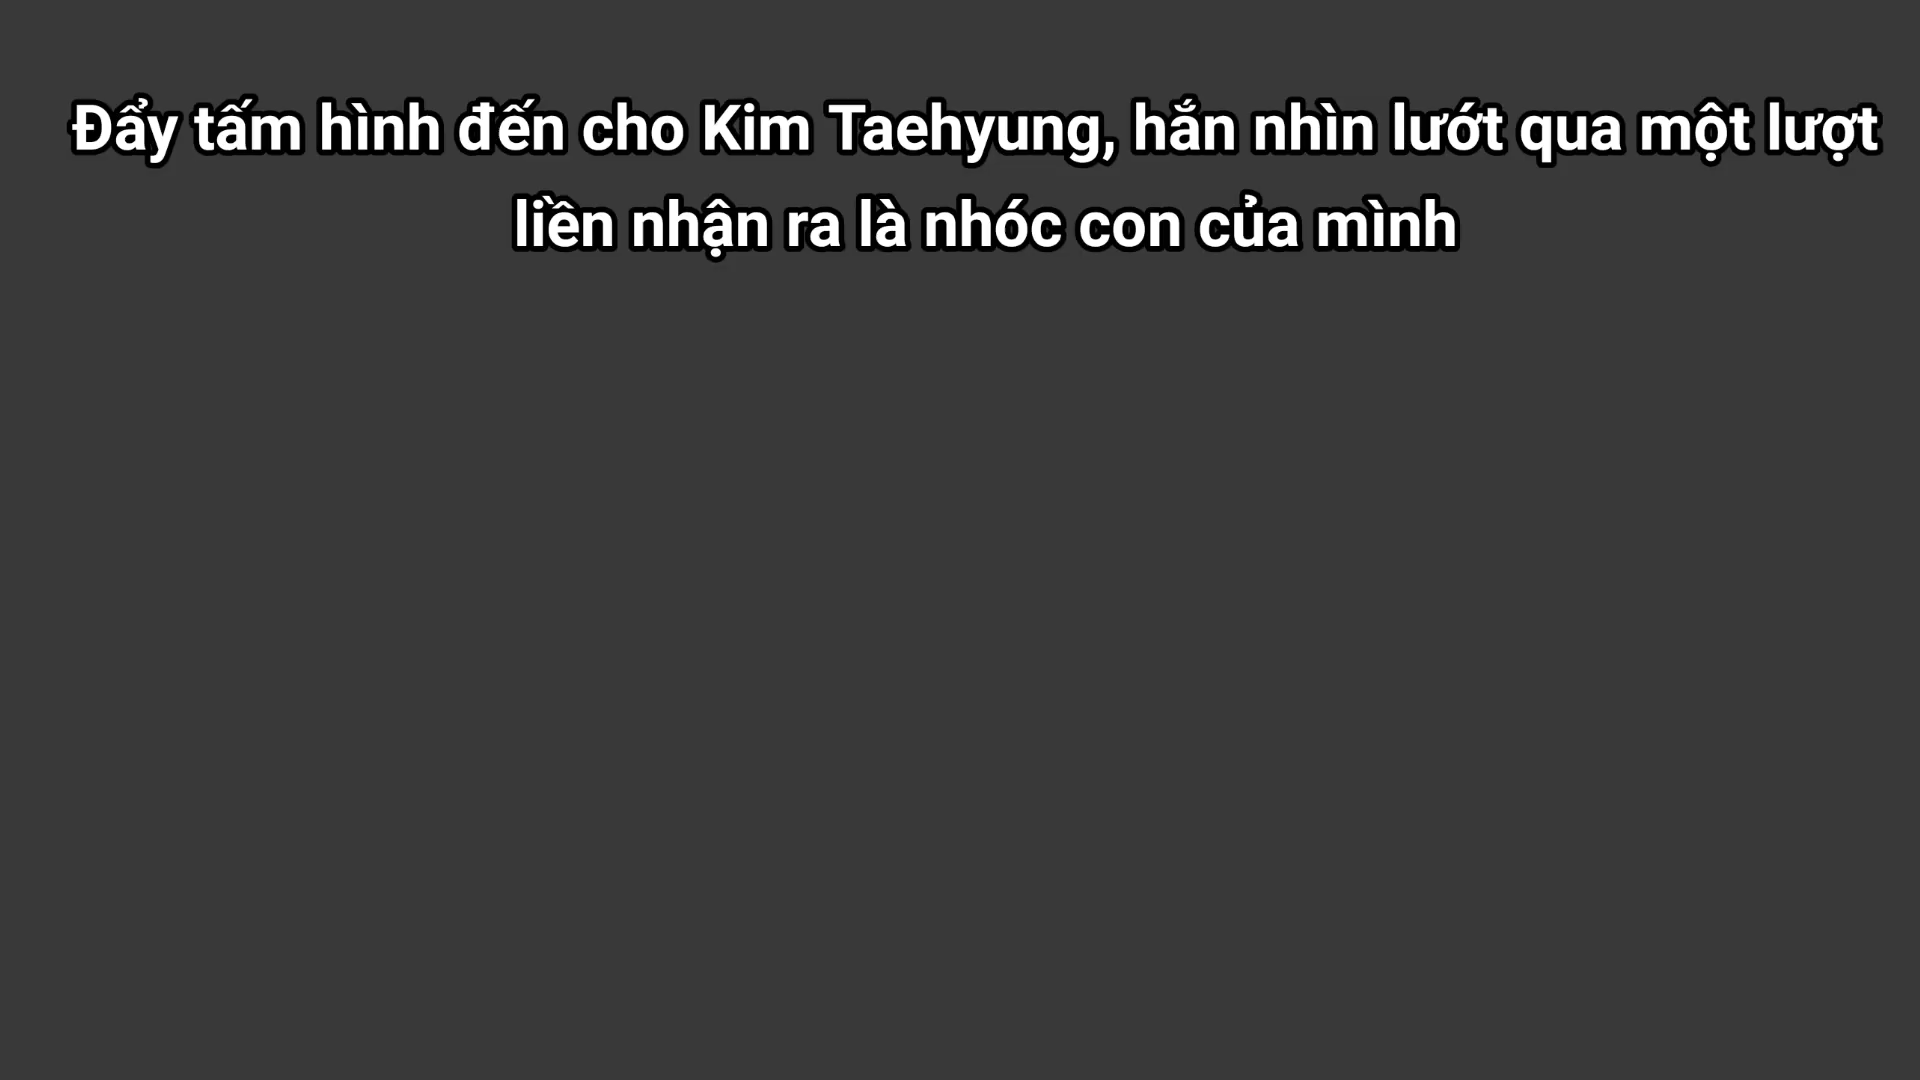 Đẩy tấm hình đến cho Kim Taehyung, hắn nhìn lướt qua một lượt
liền nhận ra là nhóc con của mình